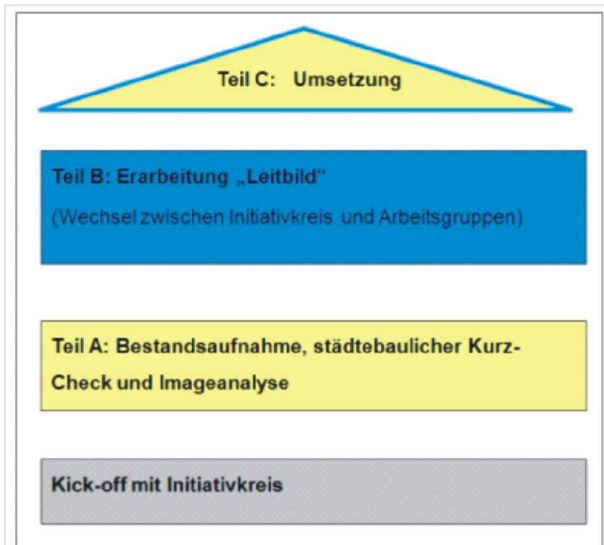 Teil C: Umsetzung
Teil B: Erarbeitung „Leitbild“
(Wechsel zwischen Initiativkreis und Arbeitsgruppen)
Teil A: Bestandsaufnahme, städtebaulicher Kurz-
Check und Imageanalyse
Kick-off mit Initiativkreis